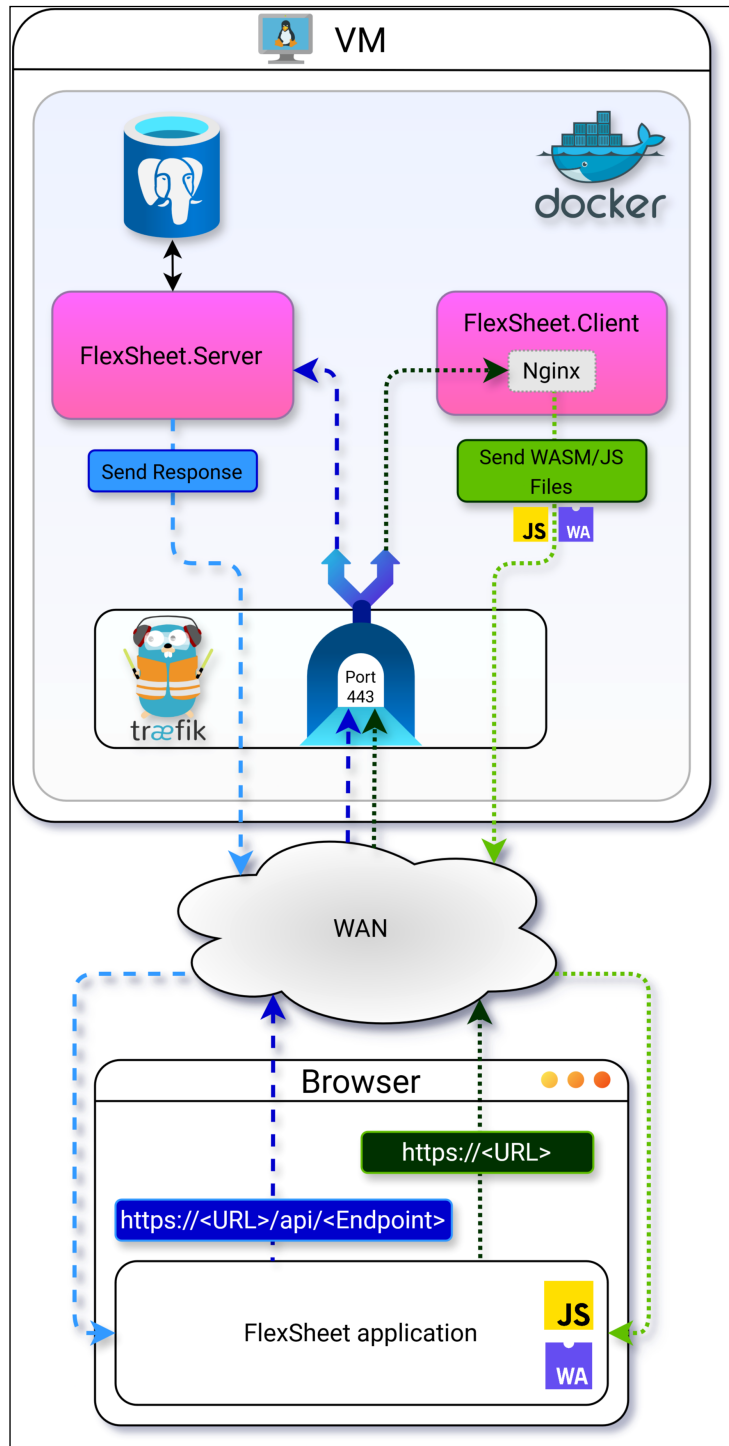 VM
docker
FlexSheet.Server
FlexSheet.Client
Nginx
Send Response
Send WASM/JS
Files
JS
WA
Port
443
træfik
WAN
Browser
https://<URL>
https://<URL>/api/<Endpoint>
FlexSheet application
JS
WA